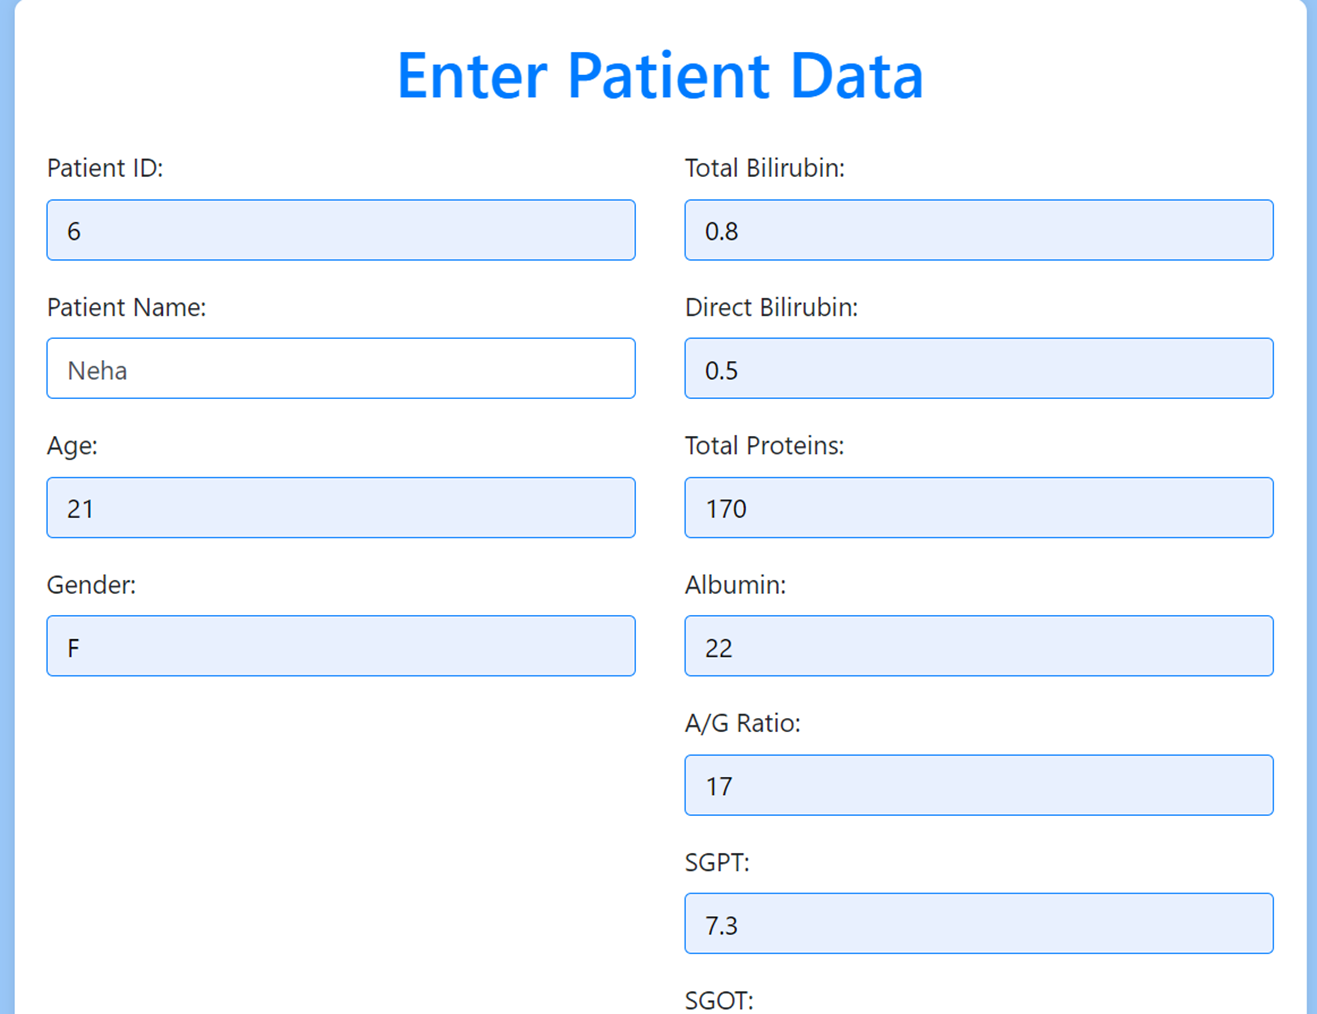 Enter Patient Data
Patient ID:
6
Patient Name:
Neha
Age:
21
Gender:
F
Total Bilirubin:
0.8
Direct Bilirubin:
0.5
Total Proteins:
170
Albumin:
22
A/G Ratio:
17
SGPT:
7.3
SGOT: